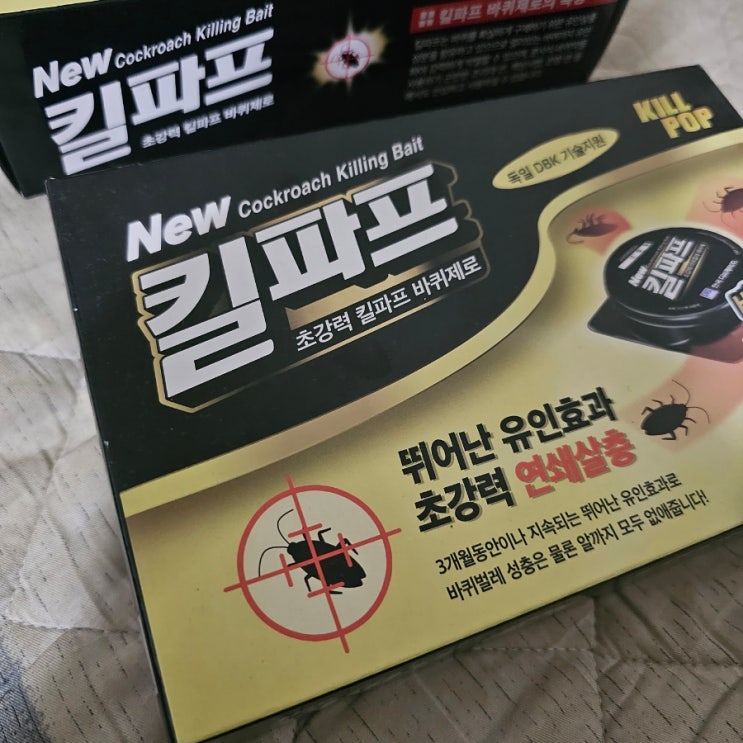 New Cockroach Killing Bait
킬파프
초강력 킬파프 바퀴제로
킬파프 바퀴제로의
New Cockroach Killing Bait
킬파프
초강력 킬파프 바퀴제로
독일 DBK 기술지원
KILL
POP
New
킬파프
뛰어난 유인효과
초강력 연쇄살충
3개월동안이나 지속되는 뛰어난 유인효과로
바퀴벌레 성충은 물론 알까지 모두 없애줍니다!